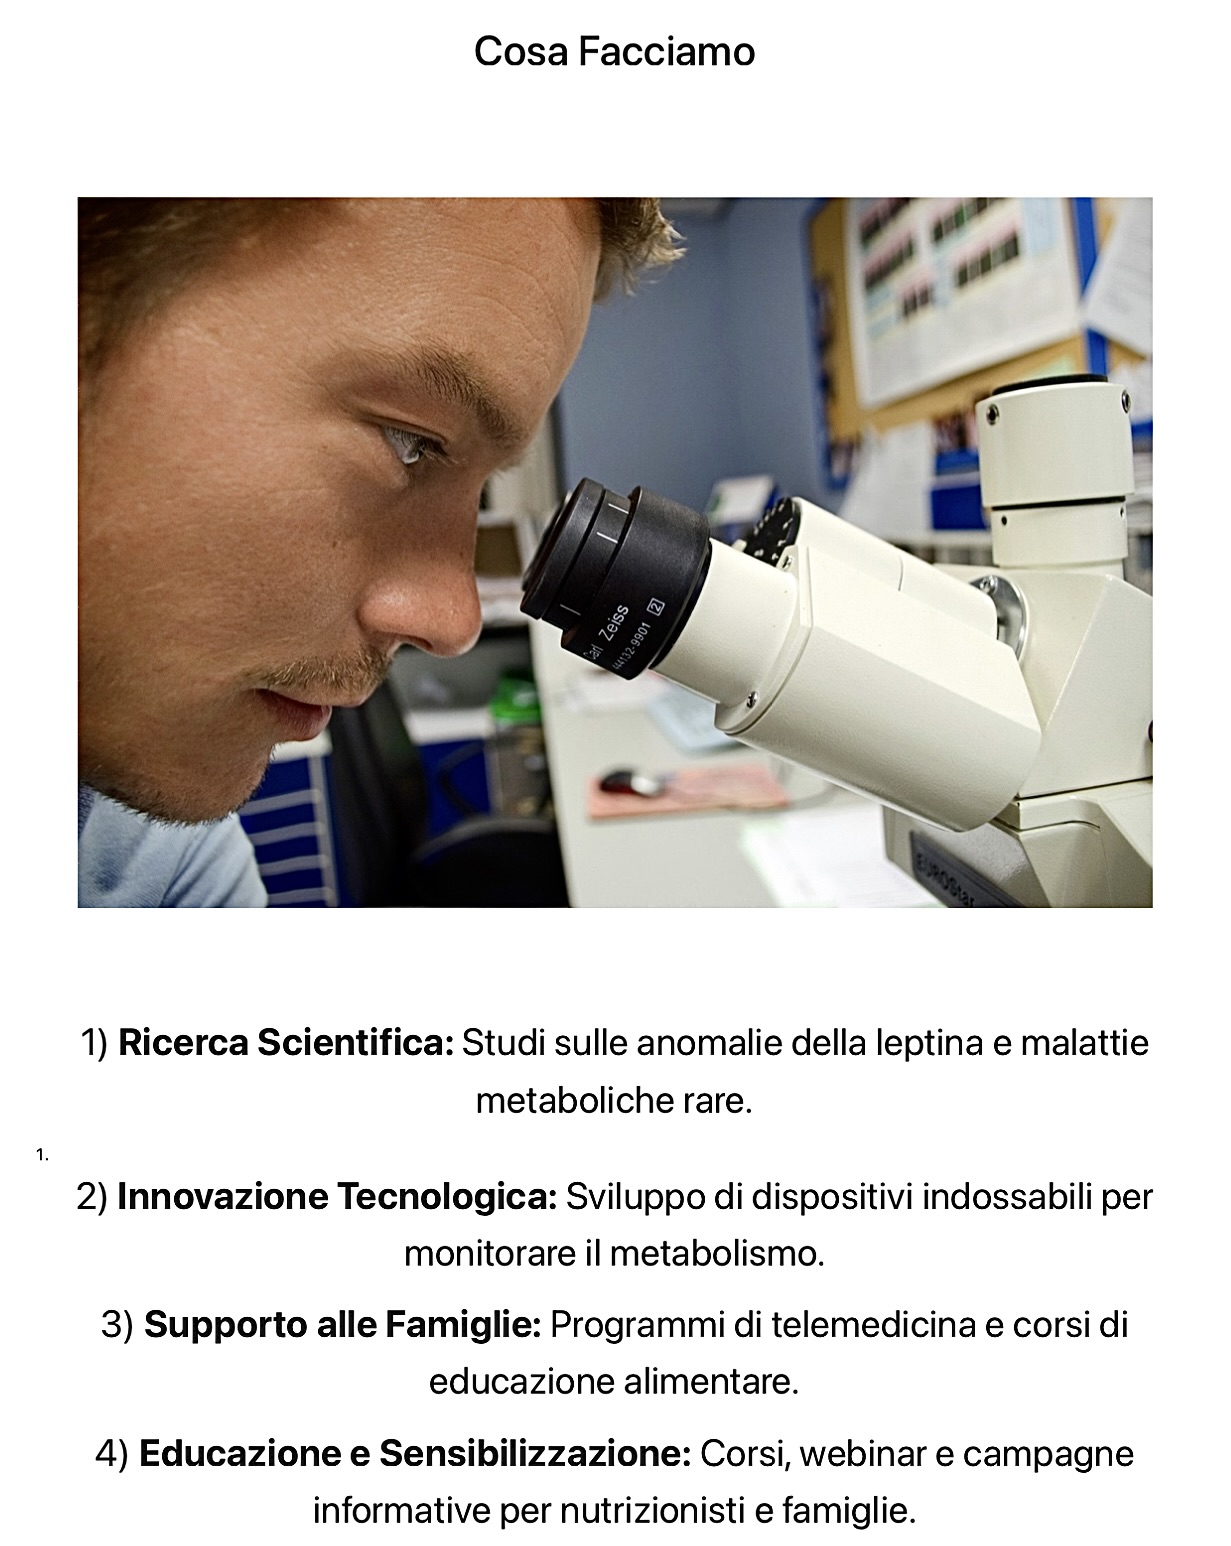 Cosa Facciamo
Carl Zeiss
444132-9901 [2]
EUROStar
1) Ricerca Scientifica: Studi sulle anomalie della leptina e malattie
metaboliche rare.
1.
2) Innovazione Tecnologica: Sviluppo di dispositivi indossabili per
monitorare il metabolismo.
3) Supporto alle Famiglie: Programmi di telemedicina e corsi di
educazione alimentare.
4) Educazione e Sensibilizzazione: Corsi, webinar e campagne
informative per nutrizionisti e famiglie.